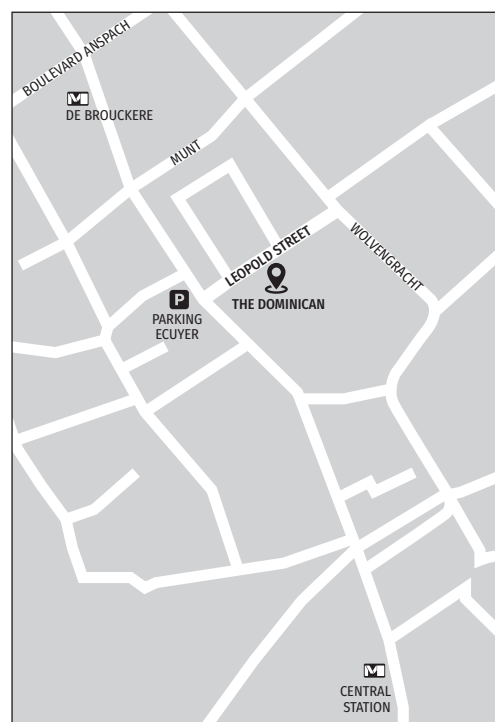 BOULEVARD ANSPACH
M
DE BROUCKERE
MUNT
LEOPOLD STREET
WOLVENGRACHT
P
PARKING
ECUYER
THE DOMINICAN
M
CENTRAL
STATION